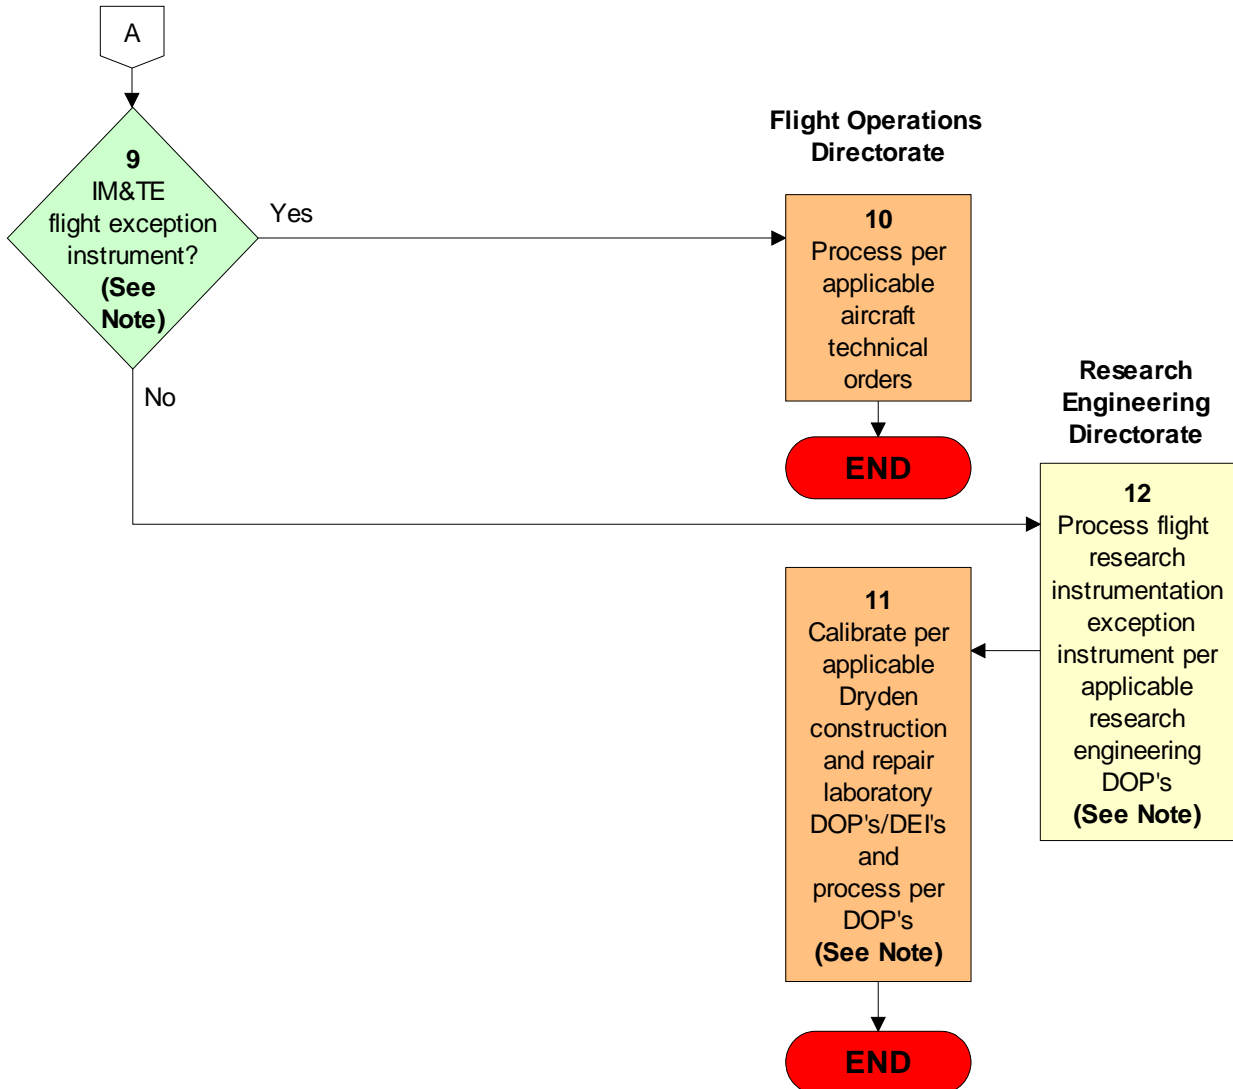 A
9
IM&TE
flight exception
instrument?
(See
Note)
Yes
No
Flight Operations
Directorate
10
Process per
applicable
aircraft
technical
orders
END
Research
Engineering
Directorate
12
Process flight
research
instrumentation
exception
instrument per
applicable
research
engineering
DOP's
(See Note)
11
Calibrate per
applicable
Dryden
construction
and repair
laboratory
DOP's/DEI's
and
process per
DOP's
(See Note)
END